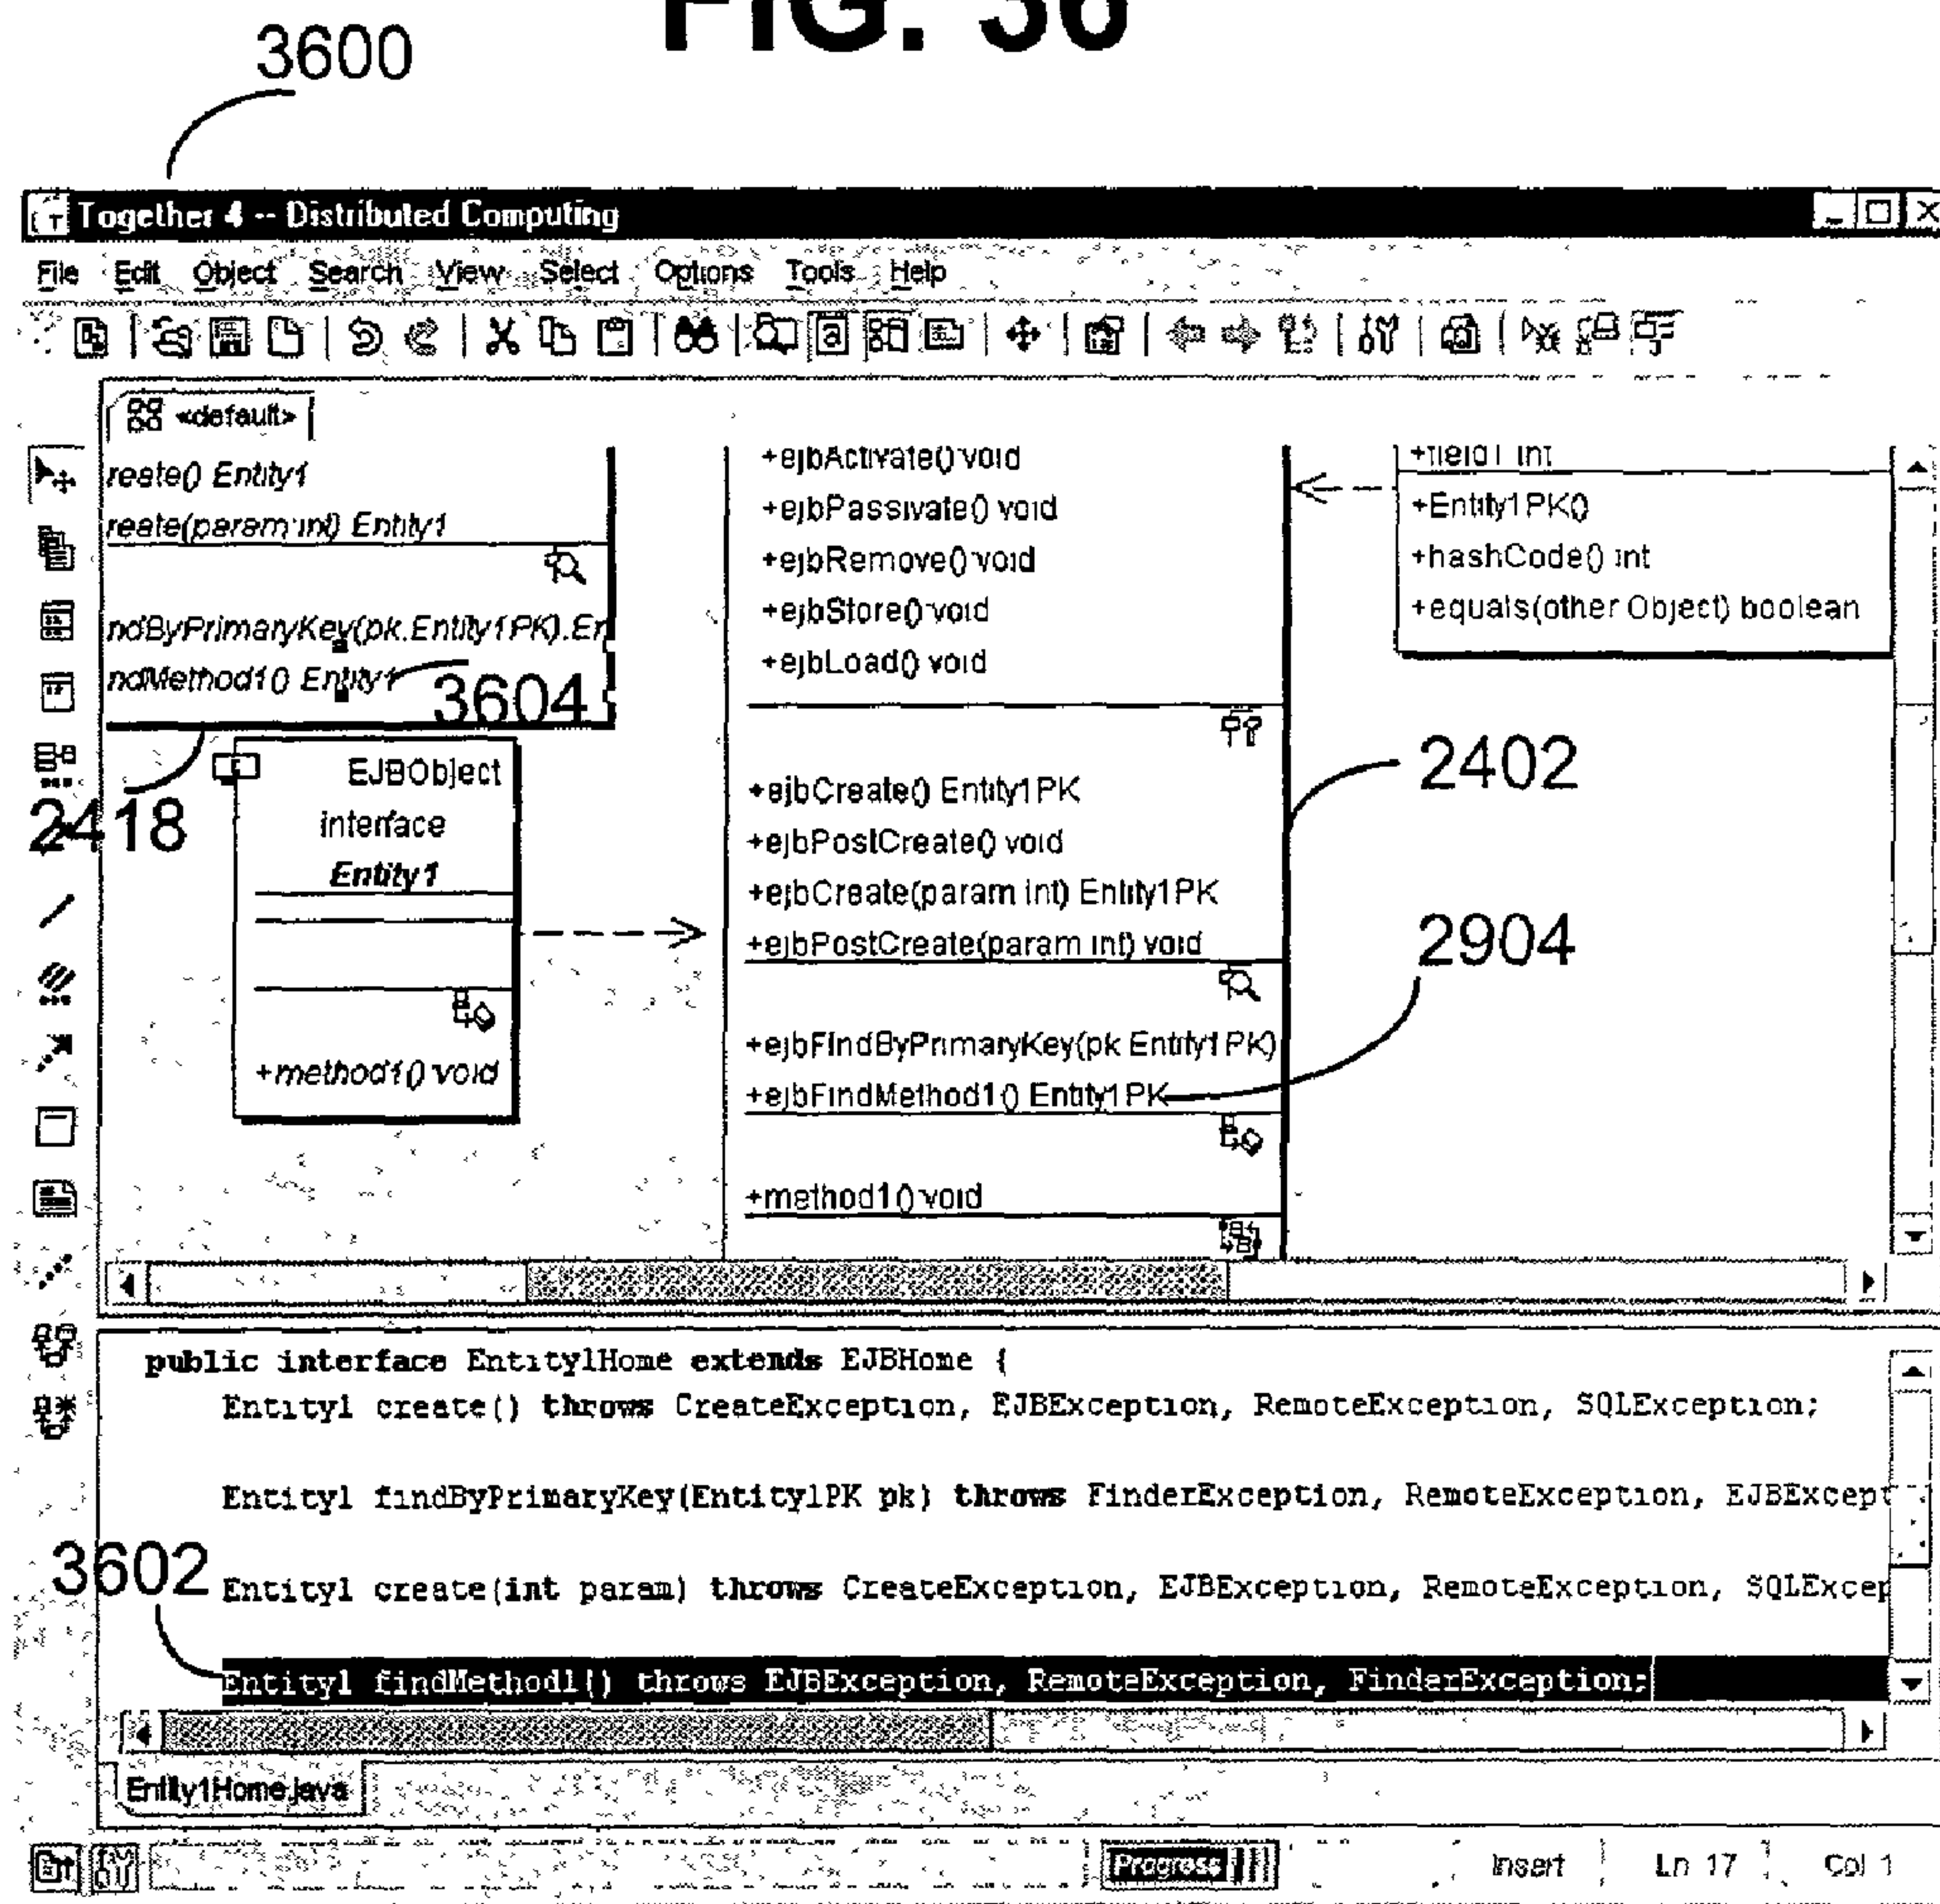 FIG. 36
3600
Together 4 -- Distributed Computing
File Edit Object Search View Select Options Tools Help
«default»
reate() Entity1
reate(param int) Entity1
ndByPrimaryKey(pk.Entity1PK).En
ndMethod1() Entity1
3604
2418
EJBObject
interface
Entity1
+method1() void
+ejbActivate() void
+ejbPassivate() void
+ejbRemove() void
+ejbStore() void
+ejbLoad() void
+ejbCreate() Entity1PK
+ejbPostCreate() void
+ejbCreate(param int) Entity1PK
+ejbPostCreate(param int) void
+ejbFindByPrimaryKey(pk Entity1PK)
+ejbFindMethod1() Entity1PK
+method1() void
+field1 int
+Entity1PK()
+hashCode() int
+equals(other Object) boolean
2402
2904
public interface Entity1Home extends EJBHome {
Entity1 create() throws CreateException, EJBException, RemoteException, SQLException;
Entity1 findByPrimaryKey(Entity1PK pk) throws FinderException, RemoteException, EJBExcept
3602
Entity1 create(int param) throws CreateException, EJBException, RemoteException, SQLExcep
Entity1 findMethod1() throws EJBException, RemoteException, FinderException;
Entity1Home.java
Progress
Insert
Ln 17
Col 1